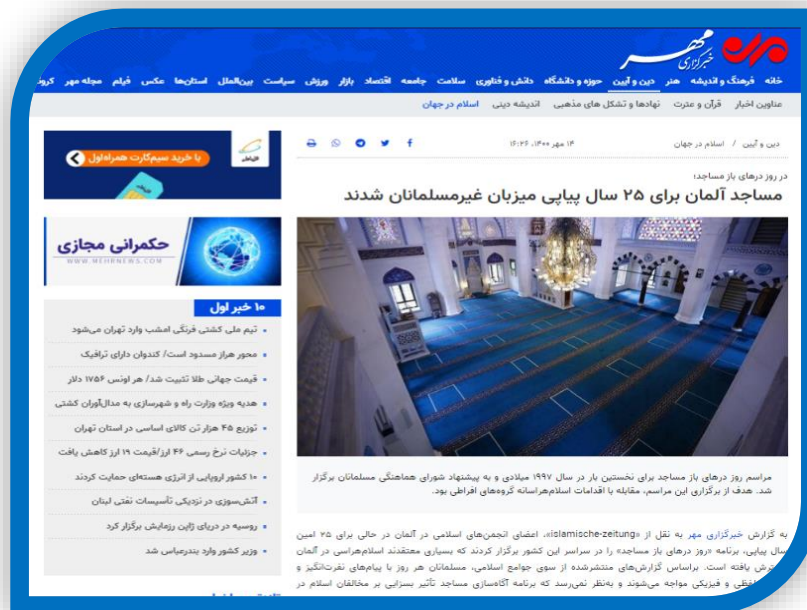 خبرگزاری
مهر
خانه فرهنگ و اندیشه هنر دین و آیین حوزه و دانشگاه دانش و فناوری سلامت جامعه اقتصاد بازار ورزش سیاست بین‌الملل استان‌ها عکس فیلم مجله مهر
عناوین اخبار قرآن و عترت نهادها و تشکل های مذهبی اندیشه دینی اسلام در جهان
دین و آیین / اسلام در جهان
۱۴ مهر ۱۴۰۰، ۱۶:۲۶
در روز درهای باز مساجد؛
مساجد آلمان برای ۲۵ سال پیاپی میزبان غیرمسلمانان شدند
مراسم روز درهای باز مساجد برای نخستین بار در سال ۱۹۹۷ میلادی و به پیشنهاد شورای هماهنگی مسلمانان برگزار
شد. هدف از برگزاری این مراسم، مقابله با اقدامات اسلام‌هراسانه گروه‌های افراطی بود.
به گزارش خبرگزاری مهر به نقل از «islamische-zeitung»، اعضای انجمن‌های اسلامی در آلمان در حالی برای ۲۵ امین
سال پیاپی، برنامه «روز درهای باز مساجد» را در سراسر این کشور برگزار کردند که بسیاری معتقدند اسلام‌هراسی در آلمان
یافته است. براساس گزارش‌های منتشرشده از سوی جوامع اسلامی، مسلمانان هر روز با پیام‌های نفرت‌انگیز و
و فیزیکی مواجه می‌شوند و به‌نظر نمی‌رسد که برنامه آگاه‌سازی مساجد تأثیر بسزایی بر مخالفان اسلام در
با خرید سیم‌کارت همراه‌اول
حکمرانی مجازی
WWW.MEHRNEWS.COM
۱۰ خبر اول
تیم ملی کشتی فرنگی امشب وارد تهران می‌شود
محور هراز مسدود است/ کندوان دارای ترافیک
قیمت جهانی طلا تثبیت شد/ هر اونس ۱۷۵۶ دلار
هدیه ویژه وزارت راه و شهرسازی به مدال‌آوران کشتی
توزیع ۴۵ هزار تن کالای اساسی در استان تهران
جزئیات نرخ رسمی ۴۶ ارز/قیمت ۱۹ ارز کاهش یافت
۱۰ کشور اروپایی از انرژی هسته‌ای حمایت کردند
آتش‌سوزی در نزدیکی تأسیسات نفتی لبنان
روسیه در دریای ژاپن رزمایش برگزار کرد
وزیر کشور وارد بندرعباس شد